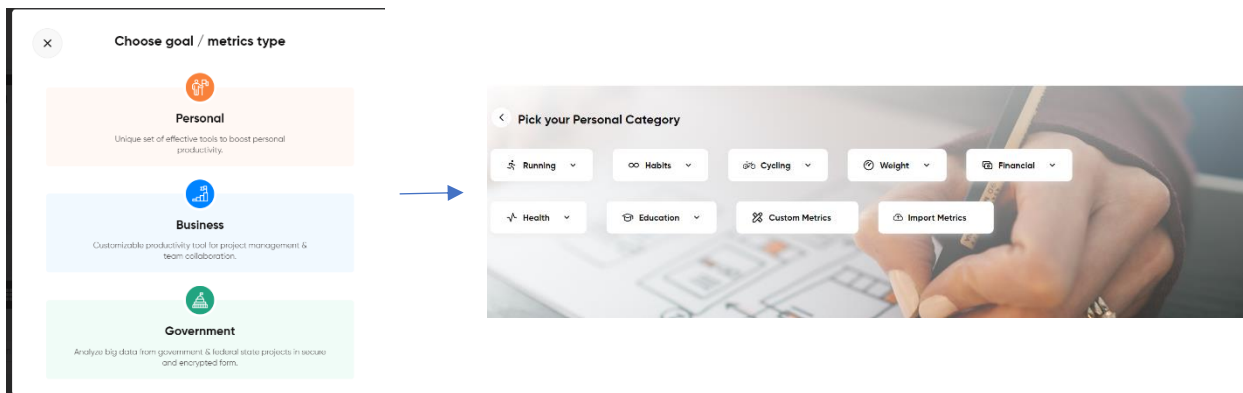 Choose goal / metrics type
Personal
Unique set of effective tools to boost personal
productivity.
Business
Customizable productivity tool for project management &
team collaboration.
Government
Analyze big data from government & federal state projects in secure
and encrypted form.
Pick your Personal Category
Running
Habits
Cycling
Weight
Financial
Health
Education
Custom Metrics
Import Metrics